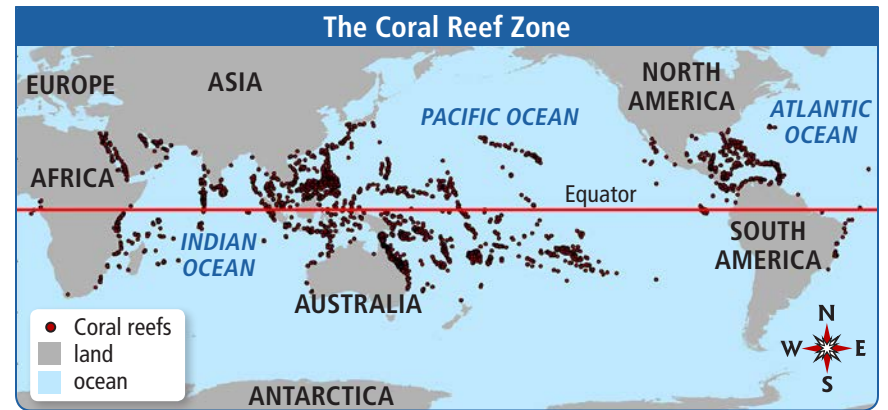 The Coral Reef Zone
EUROPE
ASIA
NORTH
AMERICA
PACIFIC OCEAN
ATLANTIC
OCEAN
AFRICA
Equator
INDIAN
OCEAN
SOUTH
AMERICA
AUSTRALIA
Coral reefs
land
ocean
N
W
E
S
ANTARCTICA